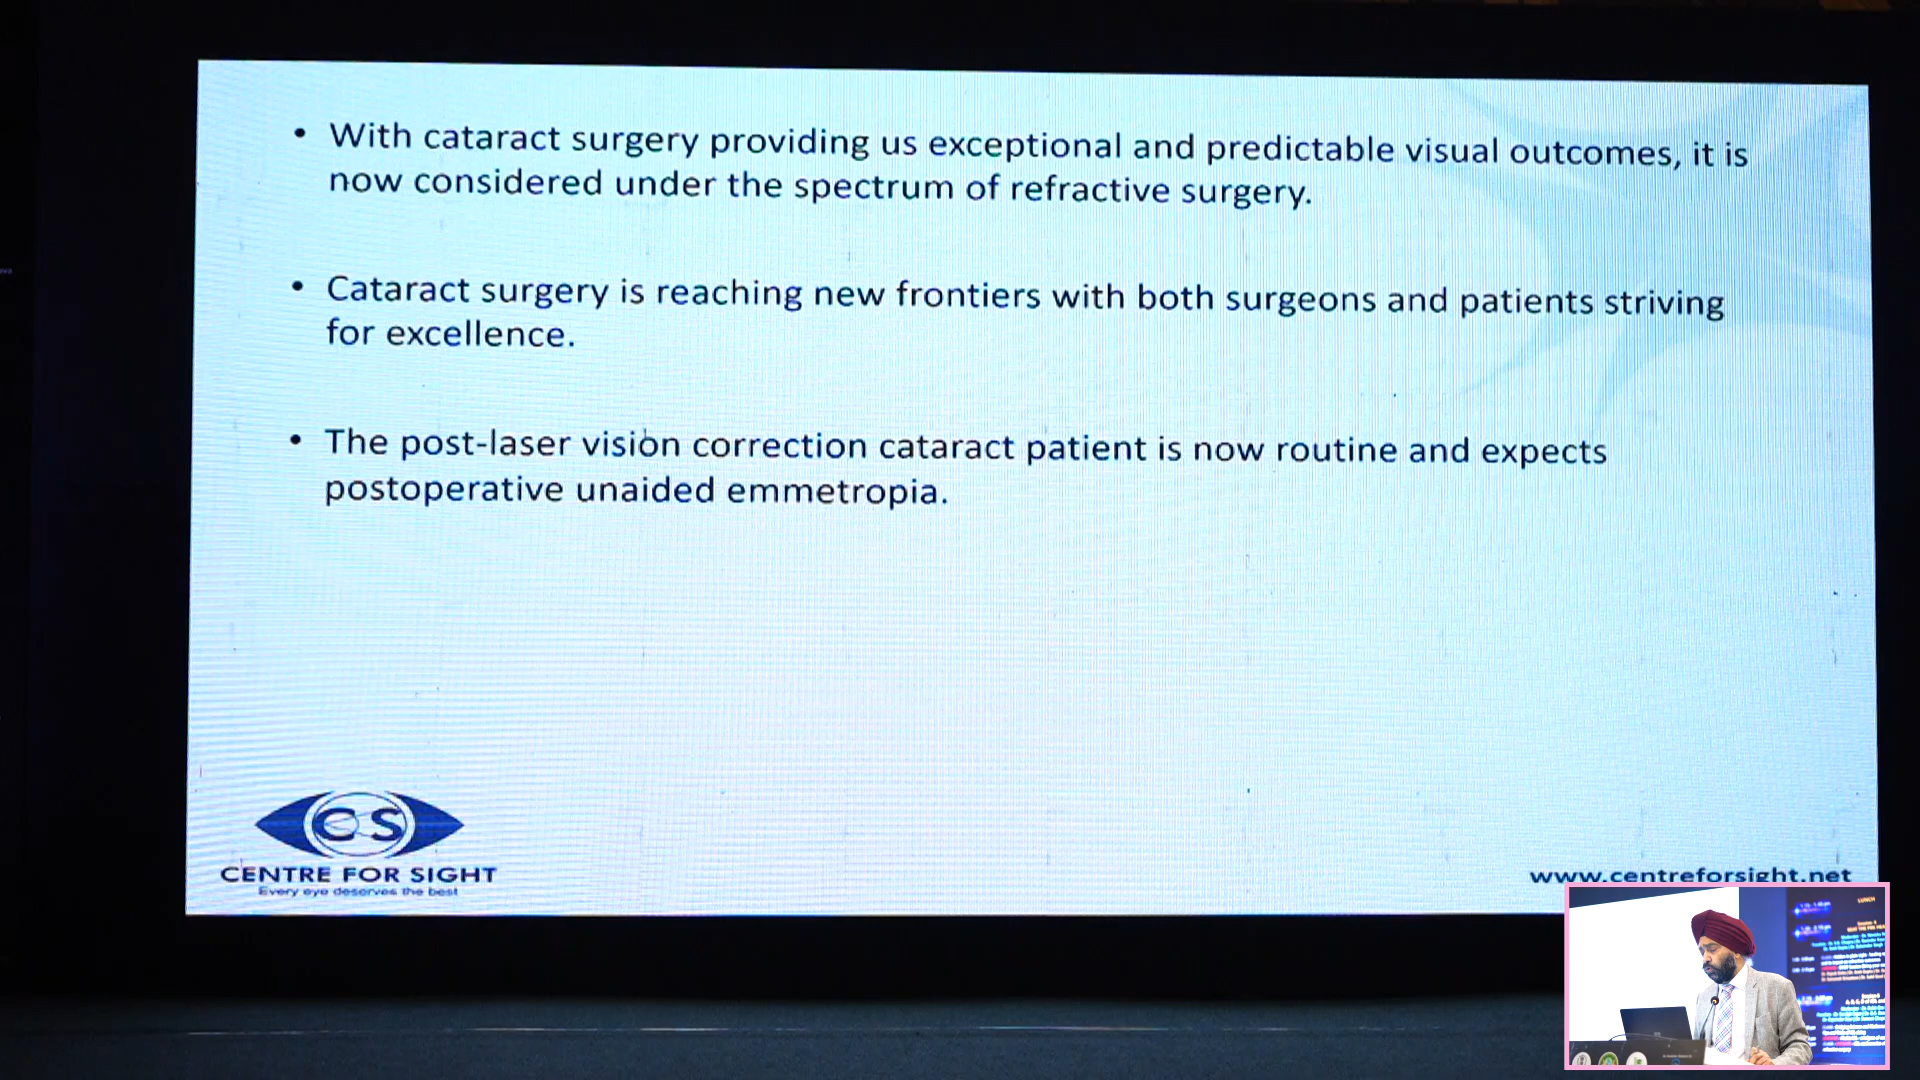 • With cataract surgery providing us exceptional and predictable visual outcomes, it is
now considered under the spectrum of refractive surgery.
• Cataract surgery is reaching new frontiers with both surgeons and patients striving
for excellence.
• The post-laser vision correction cataract patient is now routine and expects
postoperative unaided emmetropia.
CS
CENTRE FOR SIGHT
Every eye deserves the best
www.centreforsight.net
LUNCH